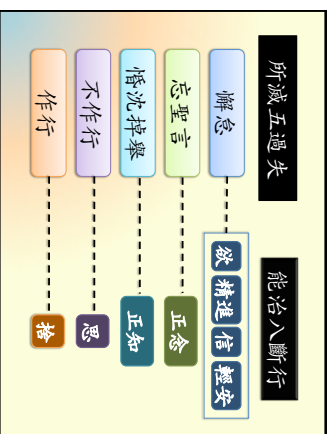 所滅五過失 能治八斷行
懈怠 欲 精進 信 輕安
忘聖言 正念
惛沈掉舉 正知
不作行 思
作行 捨